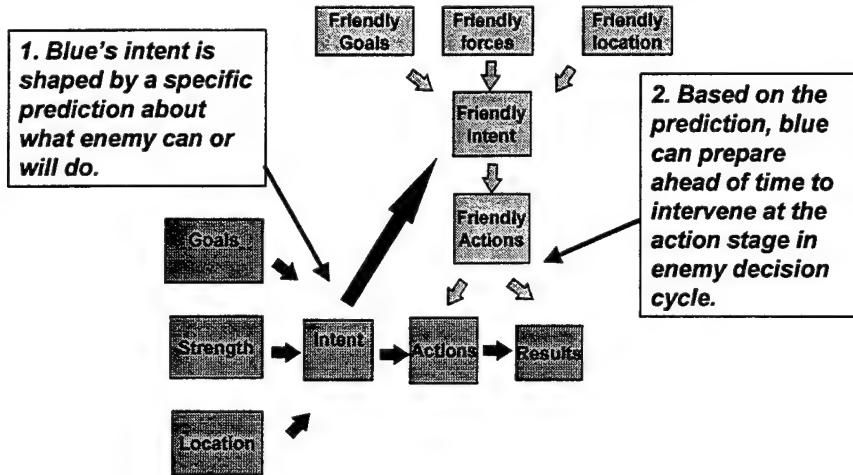 Friendly
Goals
Friendly
forces
Friendly
location
1. Blue's intent is
shaped by a specific
prediction about
what enemy can or
will do.
Friendly
Intent
2. Based on the
prediction, blue
can prepare
ahead of time to
intervene at the
action stage in
enemy decision
cycle.
Friendly
Actions
Goals
Strength
Intent
Actions
Results
Location